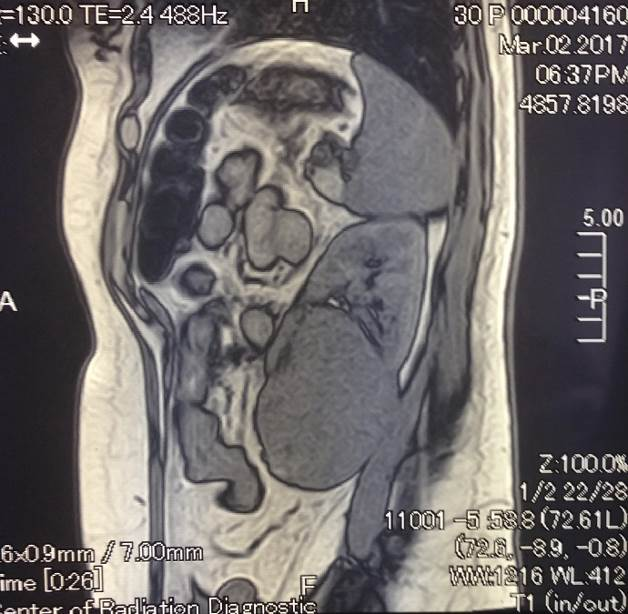 =130.0 TE=2.4 488Hz
H
30 P 000004160
Mar.02.2017
06:37PM
4857.8198
5.00
A
P
Z:100.0%
1/2 22/28
11001 -5 58.8 (72.61L)
(72.6, -8.9, -0.8)
6x0.9mm / 7.00mm
WW:1216 WL:412
ime [0:26]
F
T1 (in/out)
Center of Radiation Diagnostic